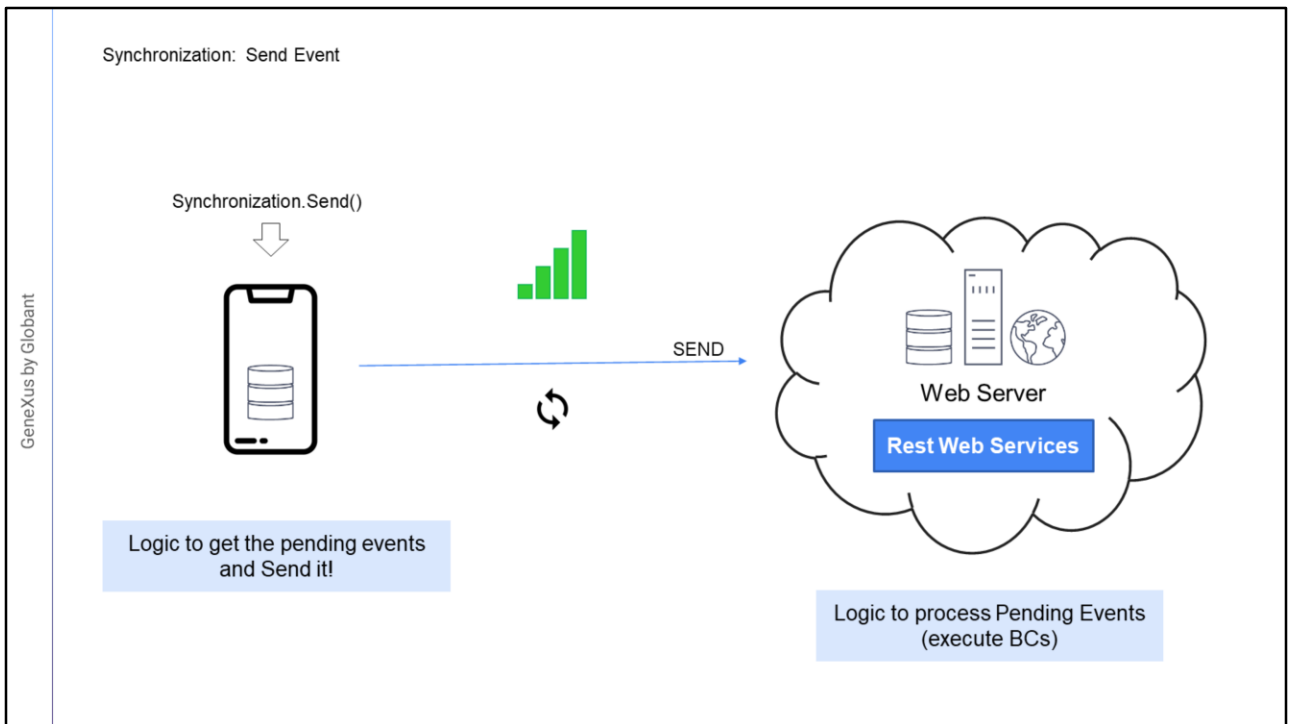 Synchronization: Send Event
Synchronization.Send()
SEND
Web Server
Rest Web Services
Logic to get the pending events
and Send it!
Logic to process Pending Events
(execute BCs)
GeneXus by Globant